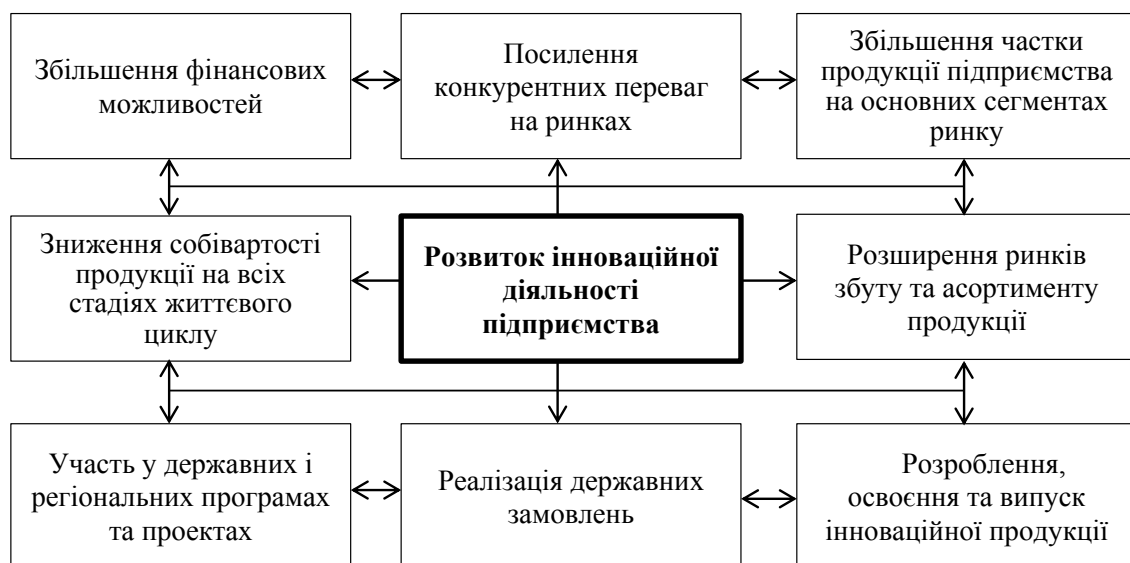 Збільшення фінансових
можливостей
Посилення
конкурентних переваг
на ринках
Збільшення частки
продукції підприємства
на основних сегментах
ринку
Зниження собівартості
продукції на всіх
стадіях життєвого
циклу
Розвиток інноваційної
діяльності
підприємства
Розширення ринків
збуту та асортименту
продукції
Участь у державних і
регіональних програмах
та проектах
Реалізація державних
замовлень
Розроблення,
освоєння та випуск
інноваційної продукції